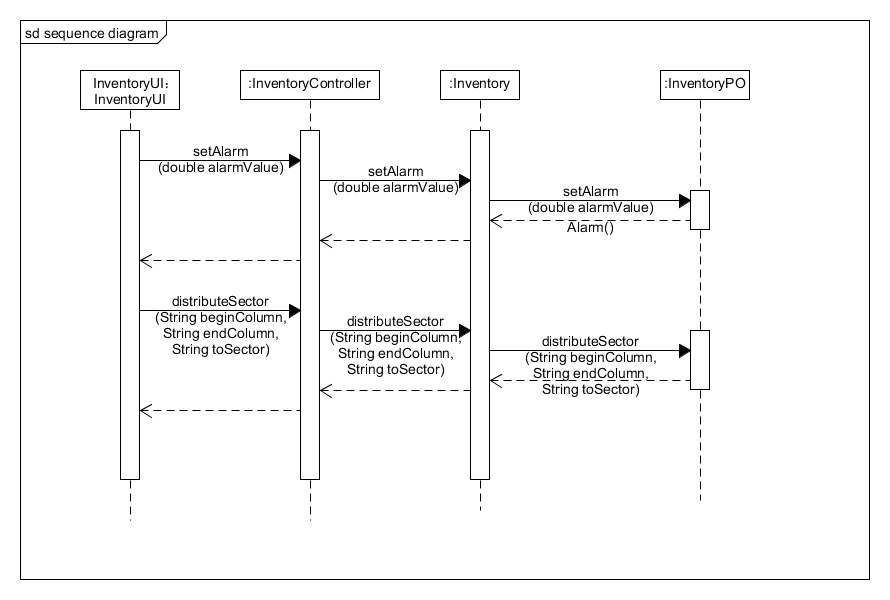 sd sequence diagram
InventoryUI：
InventoryUI
:InventoryController
:Inventory
:InventoryPO
setAlarm
(double alarmValue)
setAlarm
(double alarmValue)
setAlarm
(double alarmValue)
Alarm()
distributeSector
(String beginColumn,
String endColumn,
String toSector)
distributeSector
(String beginColumn,
String endColumn,
String toSector)
distributeSector
(String beginColumn,
String endColumn,
String toSector)